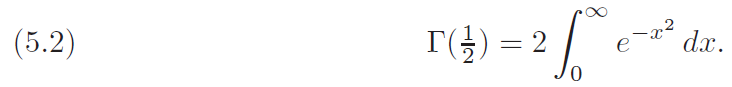 (5.2) Γ(1/2) = 2 ∫₀^∞ e^{-x²} dx.